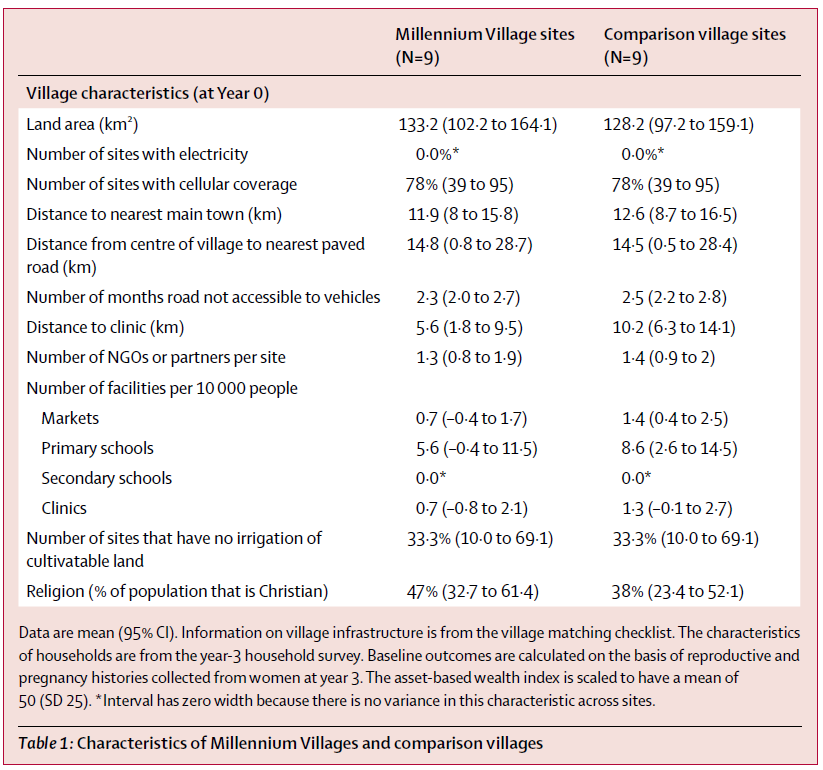 Millennium Village sites Comparison village sites
(N=9) (N=9)
Village characteristics (at Year 0)
Land area (km²) 133·2 (102·2 to 164·1) 128·2 (97·2 to 159·1)
Number of sites with electricity 0·0%* 0·0%*
Number of sites with cellular coverage 78% (39 to 95) 78% (39 to 95)
Distance to nearest main town (km) 11·9 (8 to 15·8) 12·6 (8·7 to 16·5)
Distance from centre of village to nearest paved 14·8 (0·8 to 28·7) 14·5 (0·5 to 28·4)
road (km)
Number of months road not accessible to vehicles 2·3 (2·0 to 2·7) 2·5 (2·2 to 2·8)
Distance to clinic (km) 5·6 (1·8 to 9·5) 10·2 (6·3 to 14·1)
Number of NGOs or partners per site 1·3 (0·8 to 1·9) 1·4 (0·9 to 2)
Number of facilities per 10 000 people
Markets 0·7 (–0·4 to 1·7) 1·4 (0·4 to 2·5)
Primary schools 5·6 (–0·4 to 11·5) 8·6 (2·6 to 14·5)
Secondary schools 0·0* 0·0*
Clinics 0·7 (–0·8 to 2·1) 1·3 (–0·1 to 2·7)
Number of sites that have no irrigation of 33·3% (10·0 to 69·1) 33·3% (10·0 to 69·1)
cultivatable land
Religion (% of population that is Christian) 47% (32·7 to 61·4) 38% (23·4 to 52·1)
Data are mean (95% CI). Information on village infrastructure is from the village matching checklist. The characteristics
of households are from the year-3 household survey. Baseline outcomes are calculated on the basis of reproductive and
pregnancy histories collected from women at year 3. The asset-based wealth index is scaled to have a mean of
50 (SD 25). *Interval has zero width because there is no variance in this characteristic across sites.
Table 1: Characteristics of Millennium Villages and comparison villages